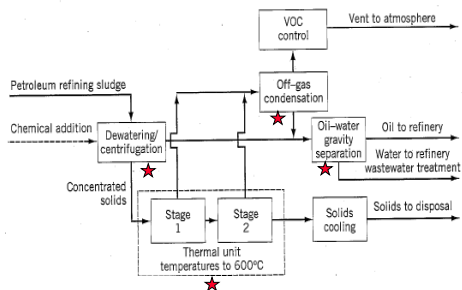 VOC
control
Vent to atmosphere
Petroleum refining sludge
Off–gas
condensation
Chemical addition
Dewatering/
centrifugation
Oil–water
gravity
separation
Oil to refinery
Water to refinery
wastewater treatment
Concentrated
solids
Stage
1
Stage
2
Solids
cooling
Solids to disposal
Thermal unit
temperatures to 600°C